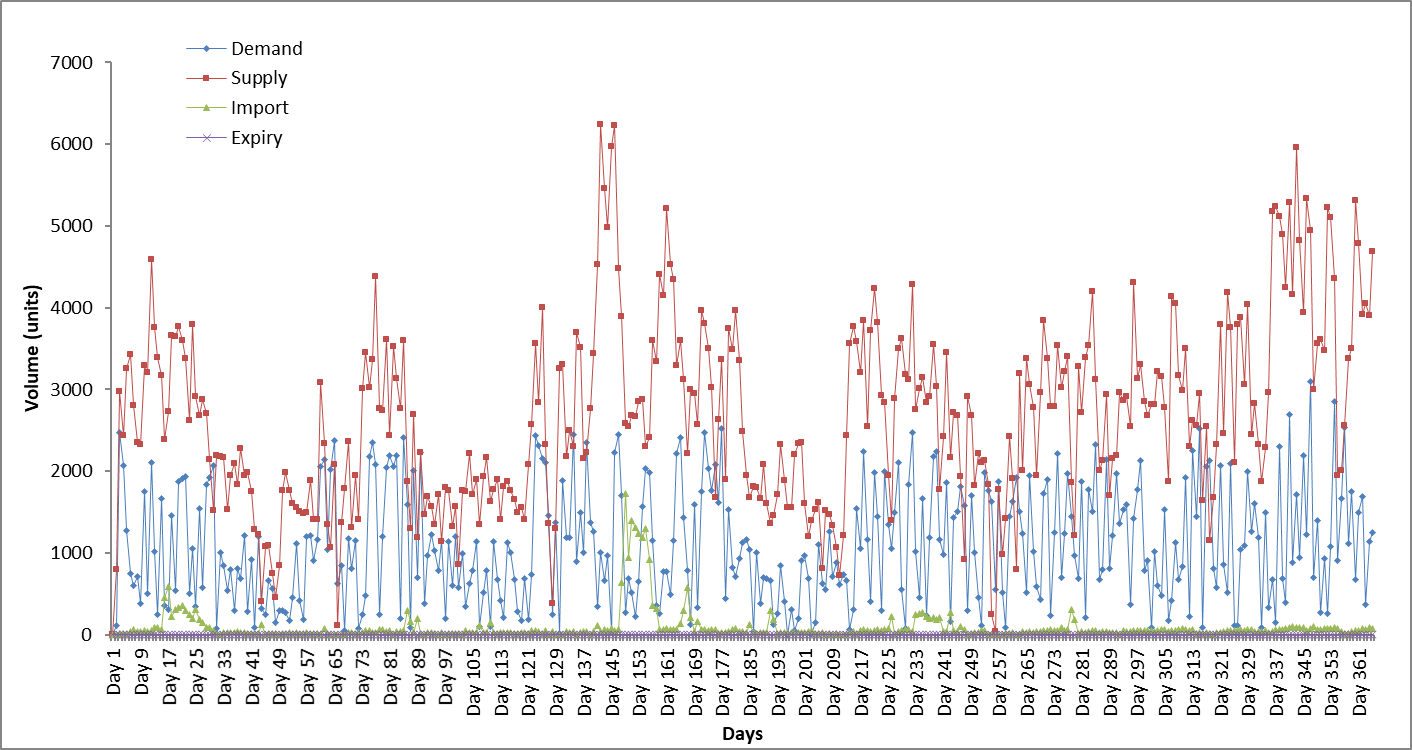 Demand
Supply
Import
Expiry
7000
6000
5000
4000
3000
2000
1000
0
Volume (units)
Day 1
Day 9
Day 17
Day 25
Day 33
Day 41
Day 49
Day 57
Day 65
Day 73
Day 81
Day 89
Day 97
Day 105
Day 113
Day 121
Day 129
Day 137
Day 145
Day 153
Day 161
Day 169
Day 177
Day 185
Day 193
Day 201
Day 209
Day 217
Day 225
Day 233
Day 241
Day 249
Day 257
Day 265
Day 273
Day 281
Day 289
Day 297
Day 305
Day 313
Day 321
Day 329
Day 337
Day 345
Day 353
Day 361
Days